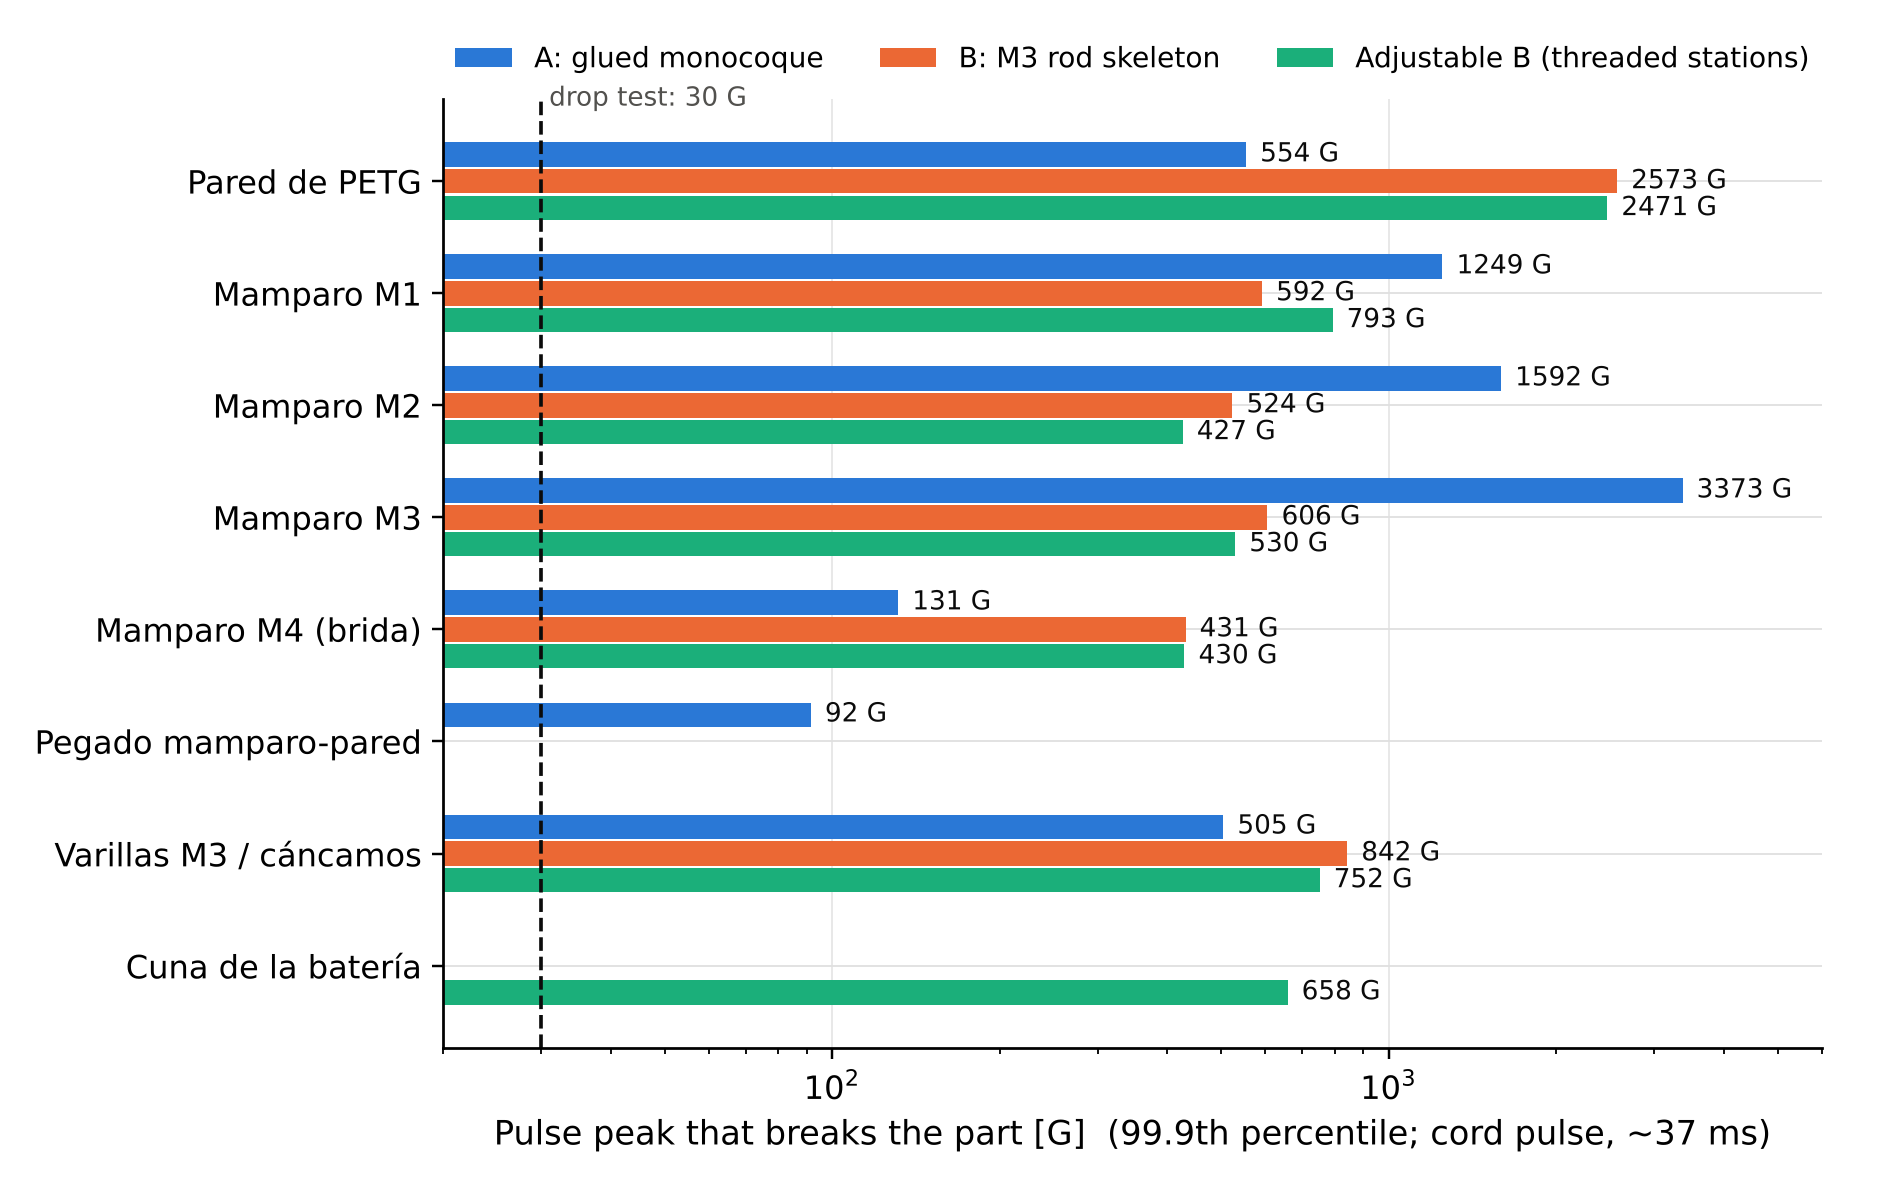 A: glued monocoque
B: M3 rod skeleton
Adjustable B (threaded stations)
drop test: 30 G
Pared de PETG
554 G
2573 G
2471 G
Mamparo M1
1249 G
592 G
793 G
Mamparo M2
1592 G
524 G
427 G
Mamparo M3
3373 G
606 G
530 G
Mamparo M4 (brida)
131 G
431 G
430 G
Pegado mamparo-pared
92 G
Varillas M3 / cáncamos
505 G
842 G
752 G
Cuna de la batería
658 G
10²
10³
Pulse peak that breaks the part [G]  (99.9th percentile; cord pulse, ~37 ms)